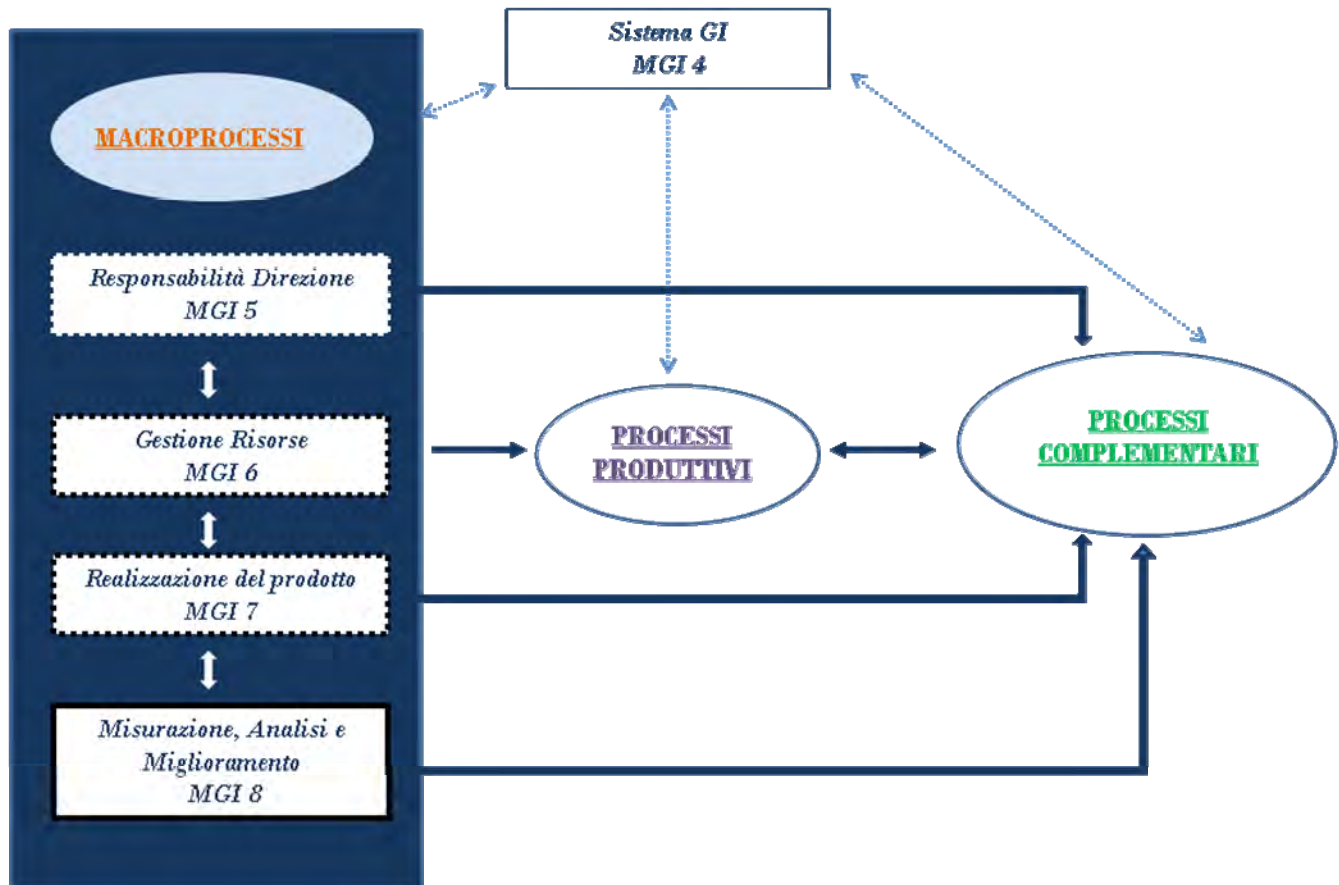 Sistema GI
MGI 4
MACROPROCESSI
Responsabilità Direzione
MGI 5
Gestione Risorse
MGI 6
PROCESSI
PRODUTTIVI
PROCESSI
COMPLEMENTARI
Realizzazione del prodotto
MGI 7
Misurazione, Analisi e
Miglioramento
MGI 8